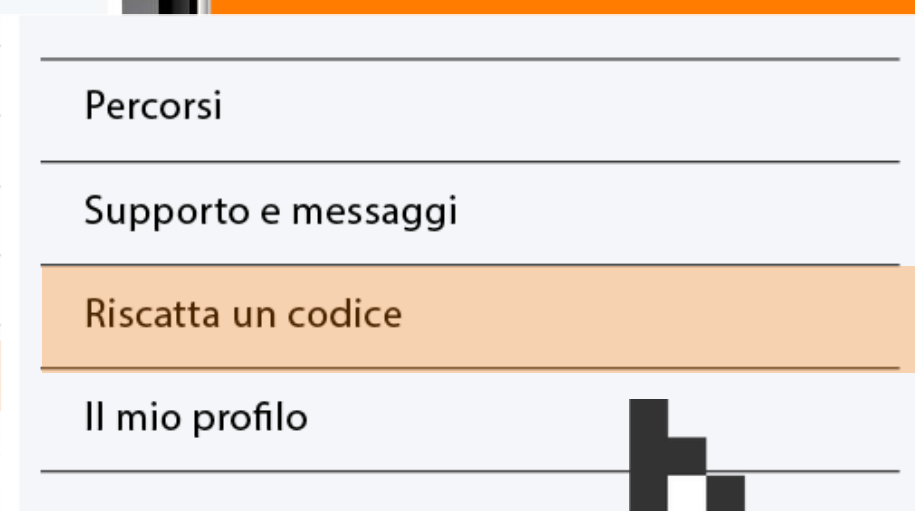 Percorsi
Supporto e messaggi
Riscatta un codice
Il mio profilo